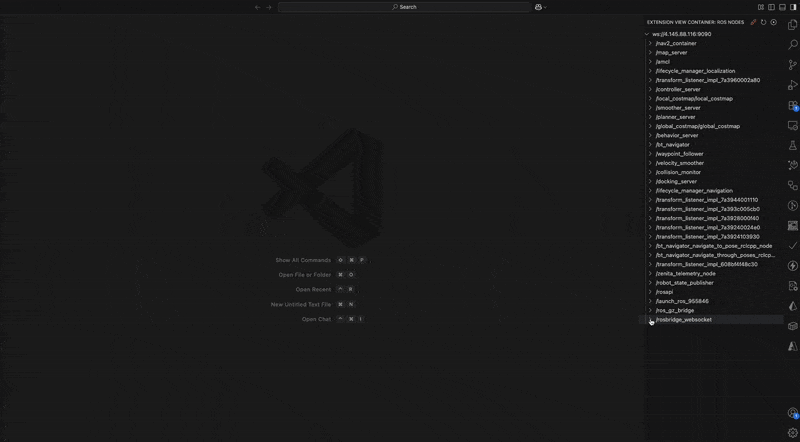 Search
EXTENSION VIEW CONTAINER: ROS NODES
ws://4.145.88.116:9090
/nav2_container
/map_server
/amcl
/lifecycle_manager_localization
/transform_listener_impl_7a3960002a80
/controller_server
/local_costmap/local_costmap
/smoother_server
/planner_server
/global_costmap/global_costmap
/behavior_server
/bt_navigator
/waypoint_follower
/velocity_smoother
/collision_monitor
/docking_server
/lifecycle_manager_navigation
/transform_listener_impl_7a3944001110
/transform_listener_impl_7a393c005cb0
/transform_listener_impl_7a3928000f40
/transform_listener_impl_7a39240024e0
/transform_listener_impl_7a3924103930
/bt_navigator_navigate_to_pose_rclcpp_node
/bt_navigator_navigate_through_poses_rclcp...
/transform_listener_impl_608bf4f48c30
/zenita_telemetry_node
/robot_state_publisher
/rosapi
/launch_ros_955846
/ros_gz_bridge
/rosbridge_websocket
Show All Commands ⇧ ⌘ P
Open File or Folder ⌘ O
Open Recent ^ R
New Untitled Text File ⌘ N
Open Chat ^ ⌘ I